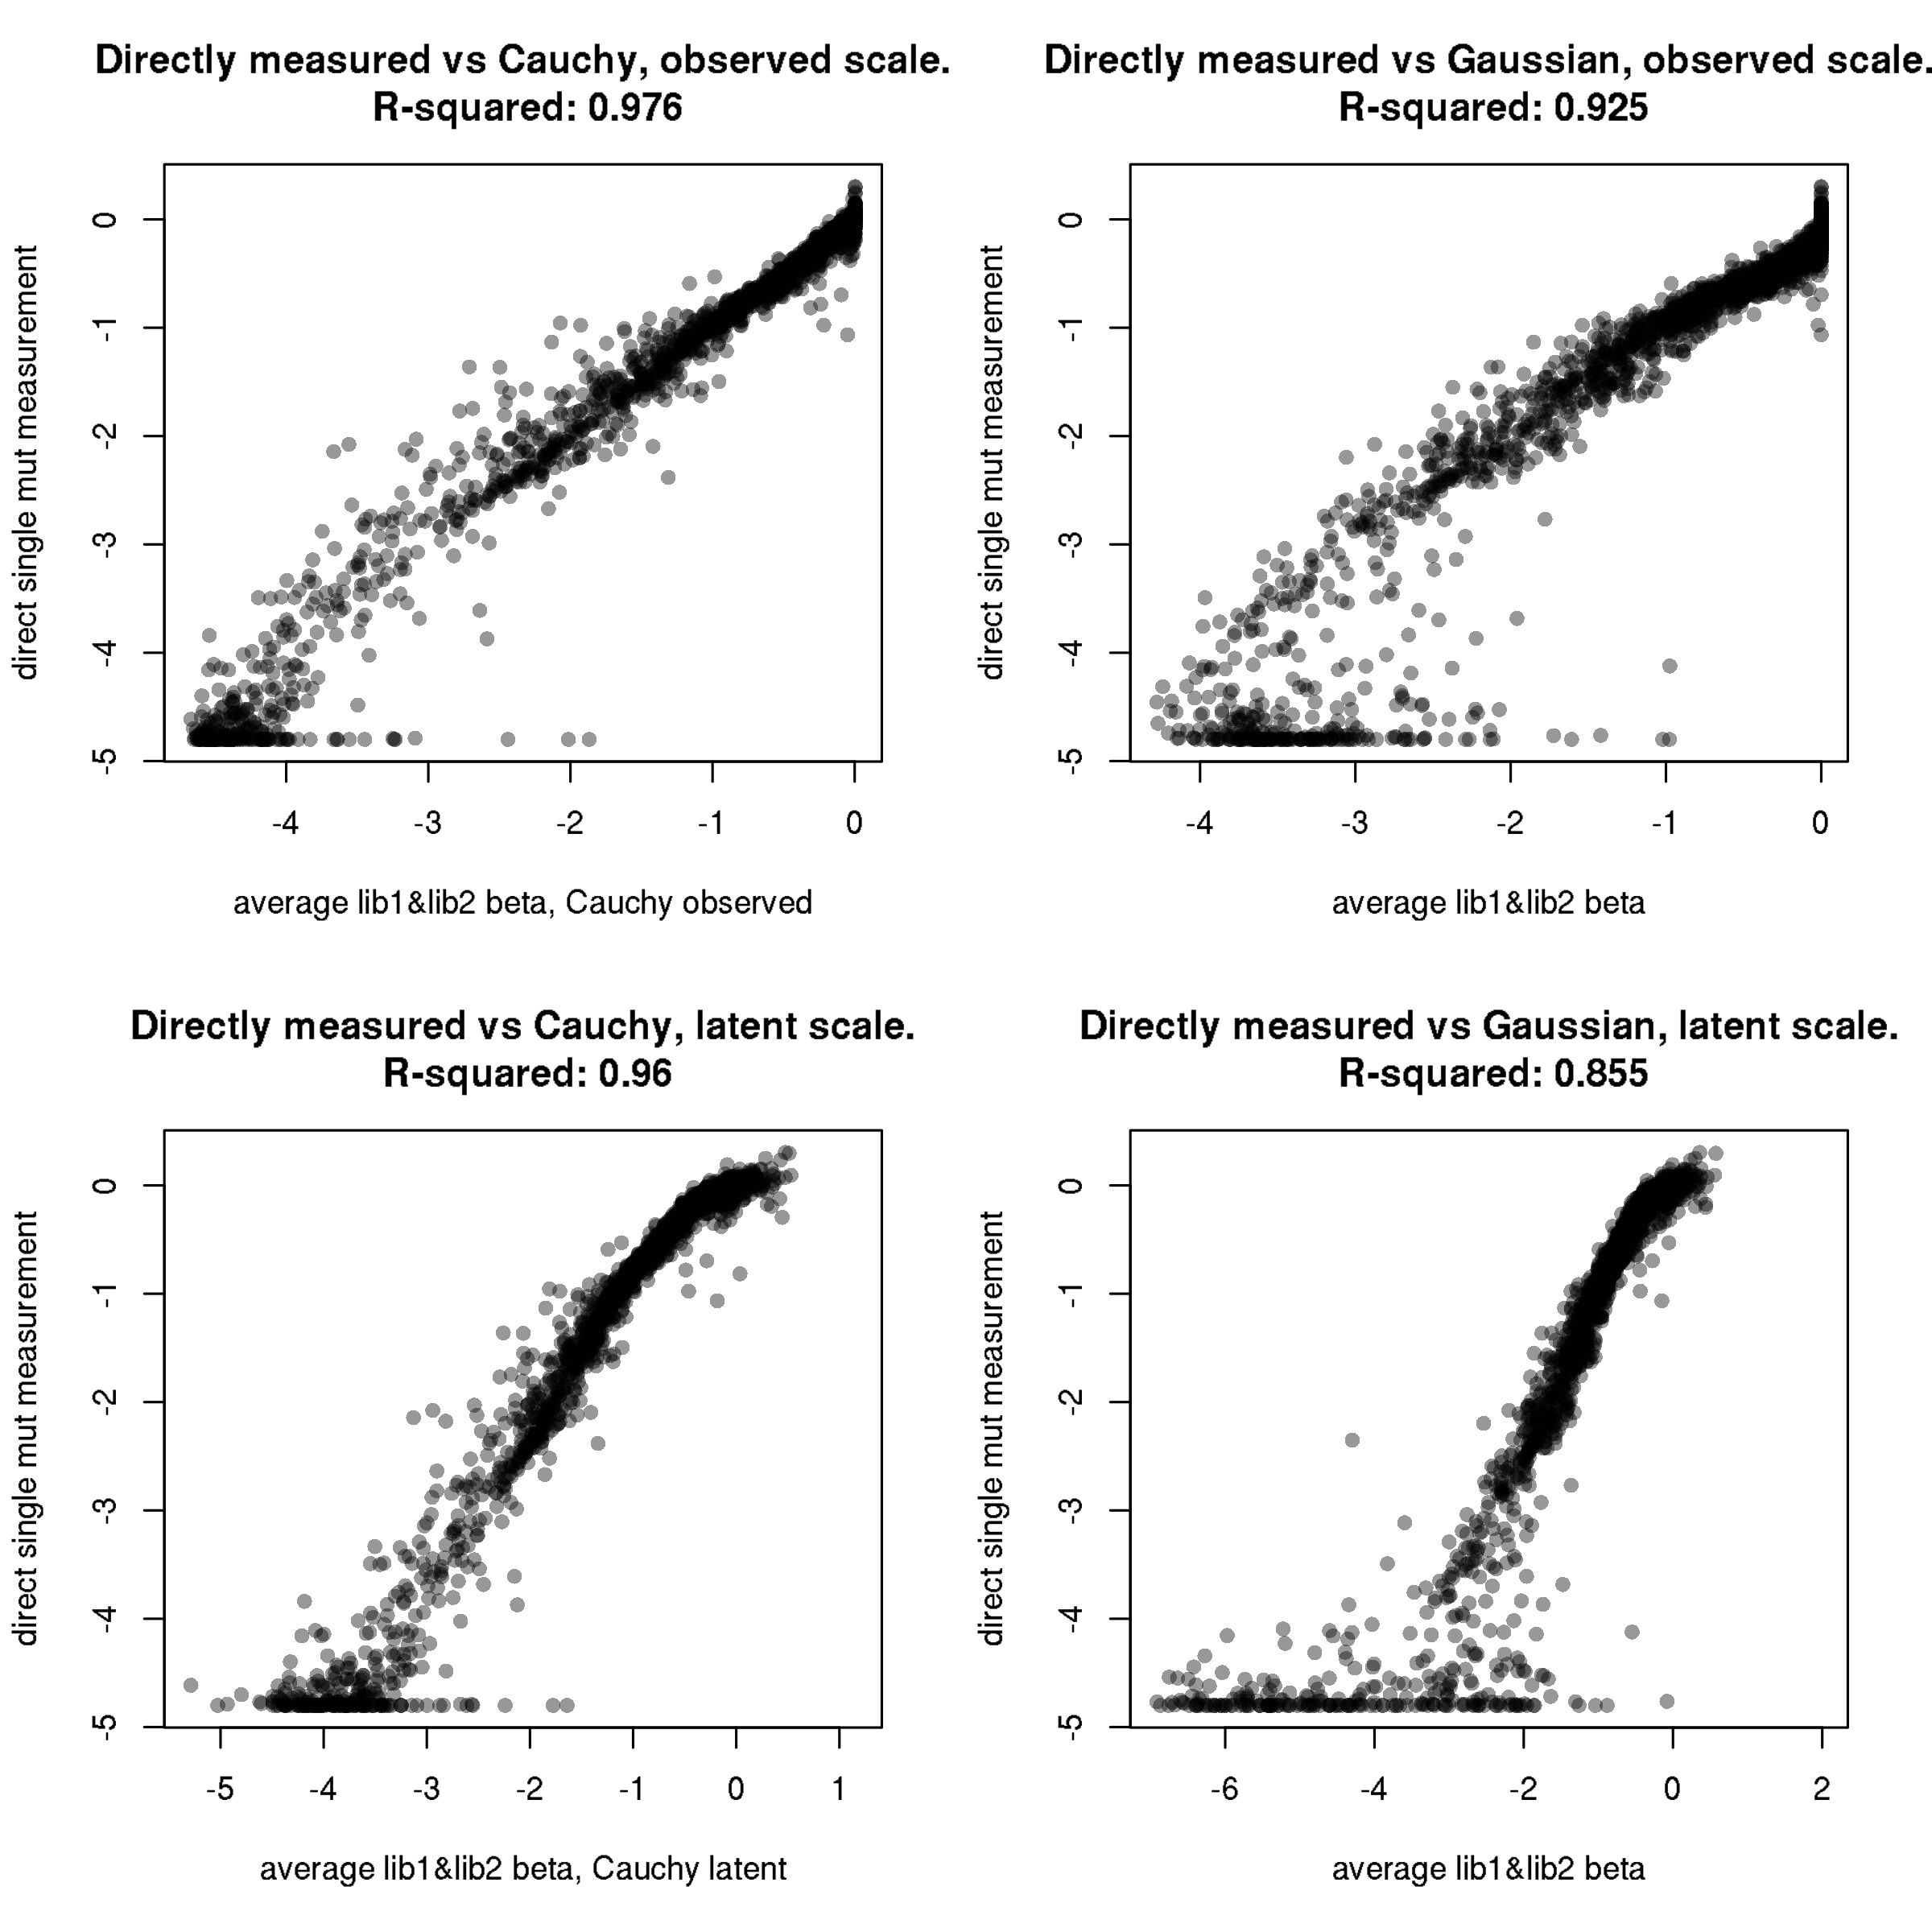 Directly measured vs Cauchy, observed scale.
R-squared: 0.976
direct single mut measurement
0
-1
-2
-3
-4
-5
-4
-3
-2
-1
0
average lib1&lib2 beta, Cauchy observed
Directly measured vs Gaussian, observed scale.
R-squared: 0.925
direct single mut measurement
0
-1
-2
-3
-4
-5
-4
-3
-2
-1
0
average lib1&lib2 beta
Directly measured vs Cauchy, latent scale.
R-squared: 0.96
direct single mut measurement
0
-1
-2
-3
-4
-5
-5
-4
-3
-2
-1
0
1
average lib1&lib2 beta, Cauchy latent
Directly measured vs Gaussian, latent scale.
R-squared: 0.855
direct single mut measurement
0
-1
-2
-3
-4
-5
-6
-4
-2
0
2
average lib1&lib2 beta